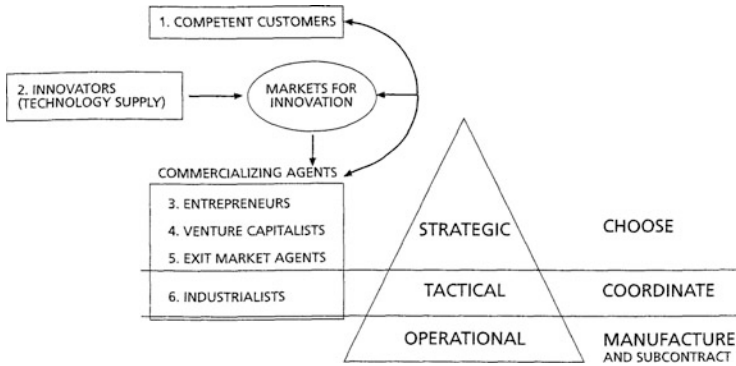 1. COMPETENT CUSTOMERS
2. INNOVATORS
(TECHNOLOGY SUPPLY)
MARKETS FOR
INNOVATION
COMMERCIALIZING AGENTS
3. ENTREPRENEURS
4. VENTURE CAPITALISTS
5. EXIT MARKET AGENTS
6. INDUSTRIALISTS
STRATEGIC
CHOOSE
TACTICAL
COORDINATE
OPERATIONAL
MANUFACTURE
AND SUBCONTRACT